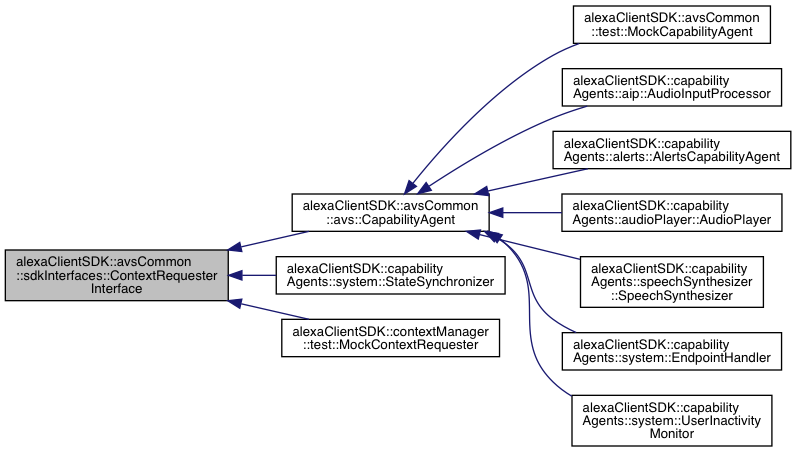 alexaClientSDK::avsCommon
::test::MockCapabilityAgent
alexaClientSDK::capability
Agents::aip::AudioInputProcessor
alexaClientSDK::capability
Agents::alerts::AlertsCapabilityAgent
alexaClientSDK::avsCommon
::avs::CapabilityAgent
alexaClientSDK::capability
Agents::audioPlayer::AudioPlayer
alexaClientSDK::avsCommon
::sdkInterfaces::ContextRequester
Interface
alexaClientSDK::capability
Agents::system::StateSynchronizer
alexaClientSDK::capability
Agents::speechSynthesizer
::SpeechSynthesizer
alexaClientSDK::contextManager
::test::MockContextRequester
alexaClientSDK::capability
Agents::system::EndpointHandler
alexaClientSDK::capability
Agents::system::UserInactivity
Monitor